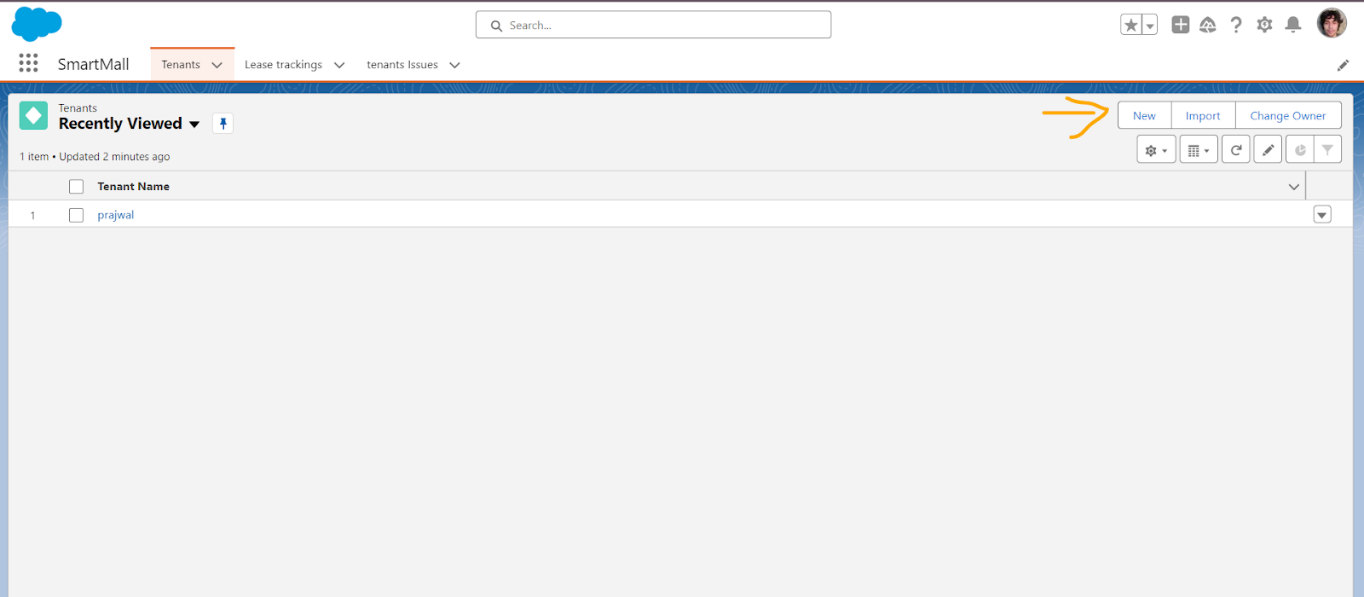 Search...
SmartMall Tenants Lease trackings tenants Issues
Tenants
Recently Viewed
New Import Change Owner
1 item • Updated 2 minutes ago
Tenant Name
1 prajwal